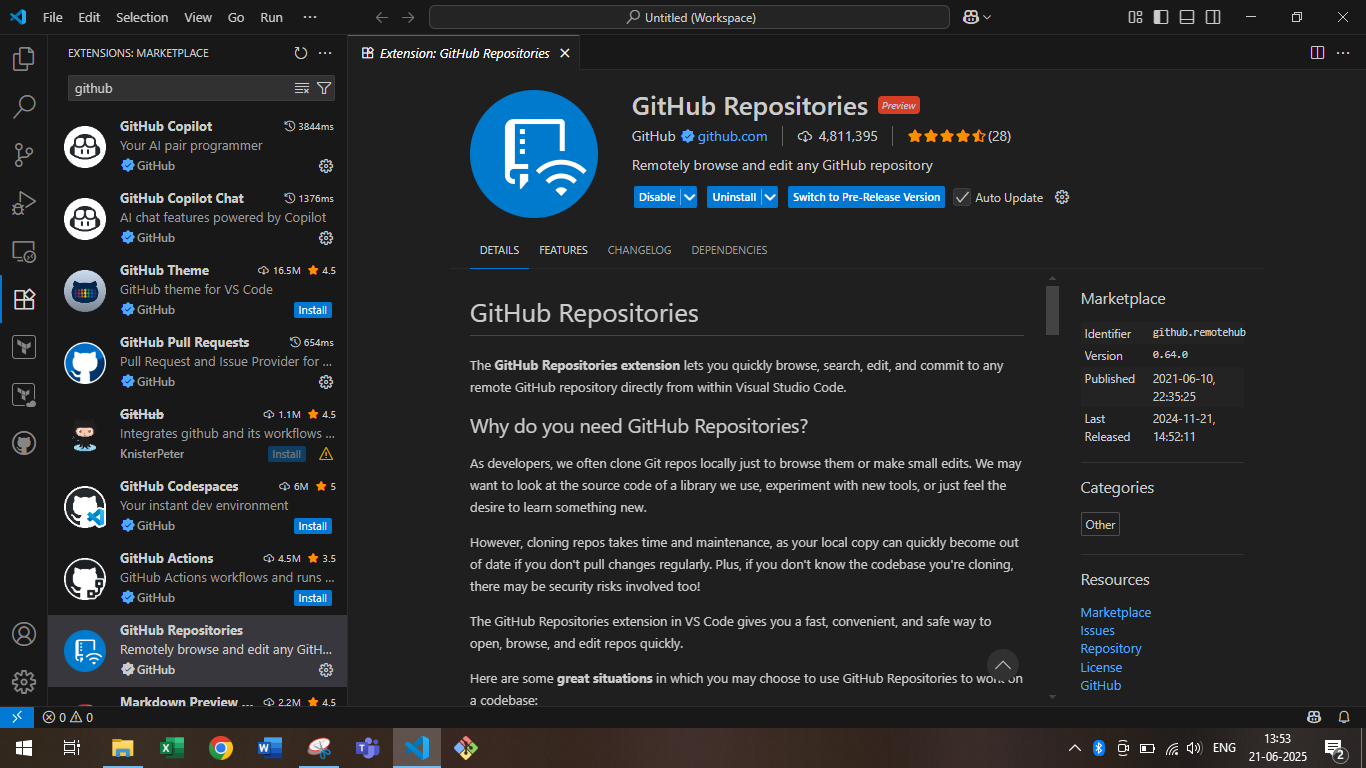 File Edit Selection View Go Run ···
Untitled (Workspace)
EXTENSIONS: MARKETPLACE
github
GitHub Copilot 3844ms
Your AI pair programmer
GitHub
GitHub Copilot Chat 1376ms
AI chat features powered by Copilot
GitHub
GitHub Theme 16.5M 4.5
GitHub theme for VS Code
GitHub Install
GitHub Pull Requests 654ms
Pull Request and Issue Provider for ...
GitHub
GitHub 1.1M 4.5
Integrates github and its workflows ...
KnisterPeter Install
GitHub Codespaces 6M 5
Your instant dev environment
GitHub Install
GitHub Actions 4.5M 3.5
GitHub Actions workflows and runs ...
GitHub Install
GitHub Repositories
Remotely browse and edit any GitH...
GitHub
Markdown Preview ... 2.2M 4.5
Extension: GitHub Repositories
GitHub Repositories Preview
GitHub github.com 4,811,395 (28)
Remotely browse and edit any GitHub repository
Disable Uninstall Switch to Pre-Release Version Auto Update
DETAILS FEATURES CHANGELOG DEPENDENCIES
GitHub Repositories
The GitHub Repositories extension lets you quickly browse, search, edit, and commit to any
remote GitHub repository directly from within Visual Studio Code.
Why do you need GitHub Repositories?
As developers, we often clone Git repos locally just to browse them or make small edits. We may
want to look at the source code of a library we use, experiment with new tools, or just feel the
desire to learn something new.
However, cloning repos takes time and maintenance, as your local copy can quickly become out
of date if you don't pull changes regularly. Plus, if you don't know the codebase you're cloning,
there may be security risks involved too!
The GitHub Repositories extension in VS Code gives you a fast, convenient, and safe way to
open, browse, and edit repos quickly.
Here are some great situations in which you may choose to use GitHub Repositories to work on
a codebase:
Marketplace
Identifier github.remotehub
Version 0.64.0
Published 2021-06-10,
22:35:25
Last 2024-11-21,
Released 14:52:11
Categories
Other
Resources
Marketplace
Issues
Repository
License
GitHub
0 0
ENG
13:53
21-06-2025
2